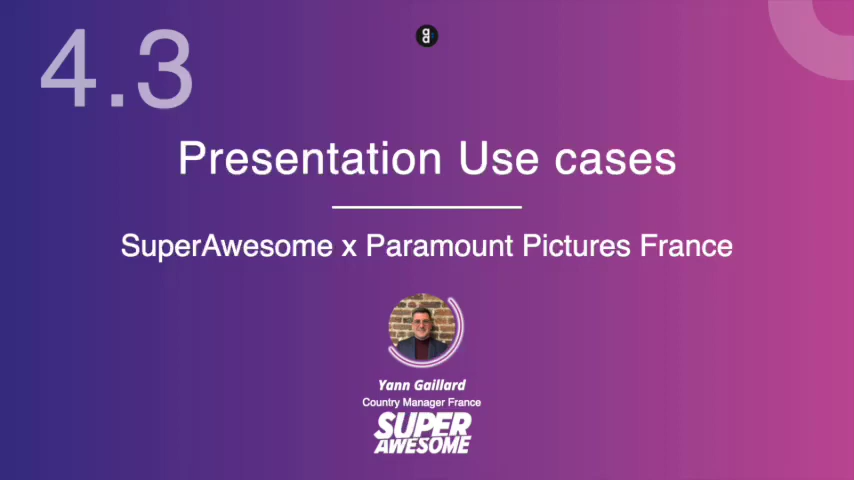 4.3
Presentation Use cases
SuperAwesome x Paramount Pictures France
Yann Gaillard
Country Manager France
SUPER
AWESOME